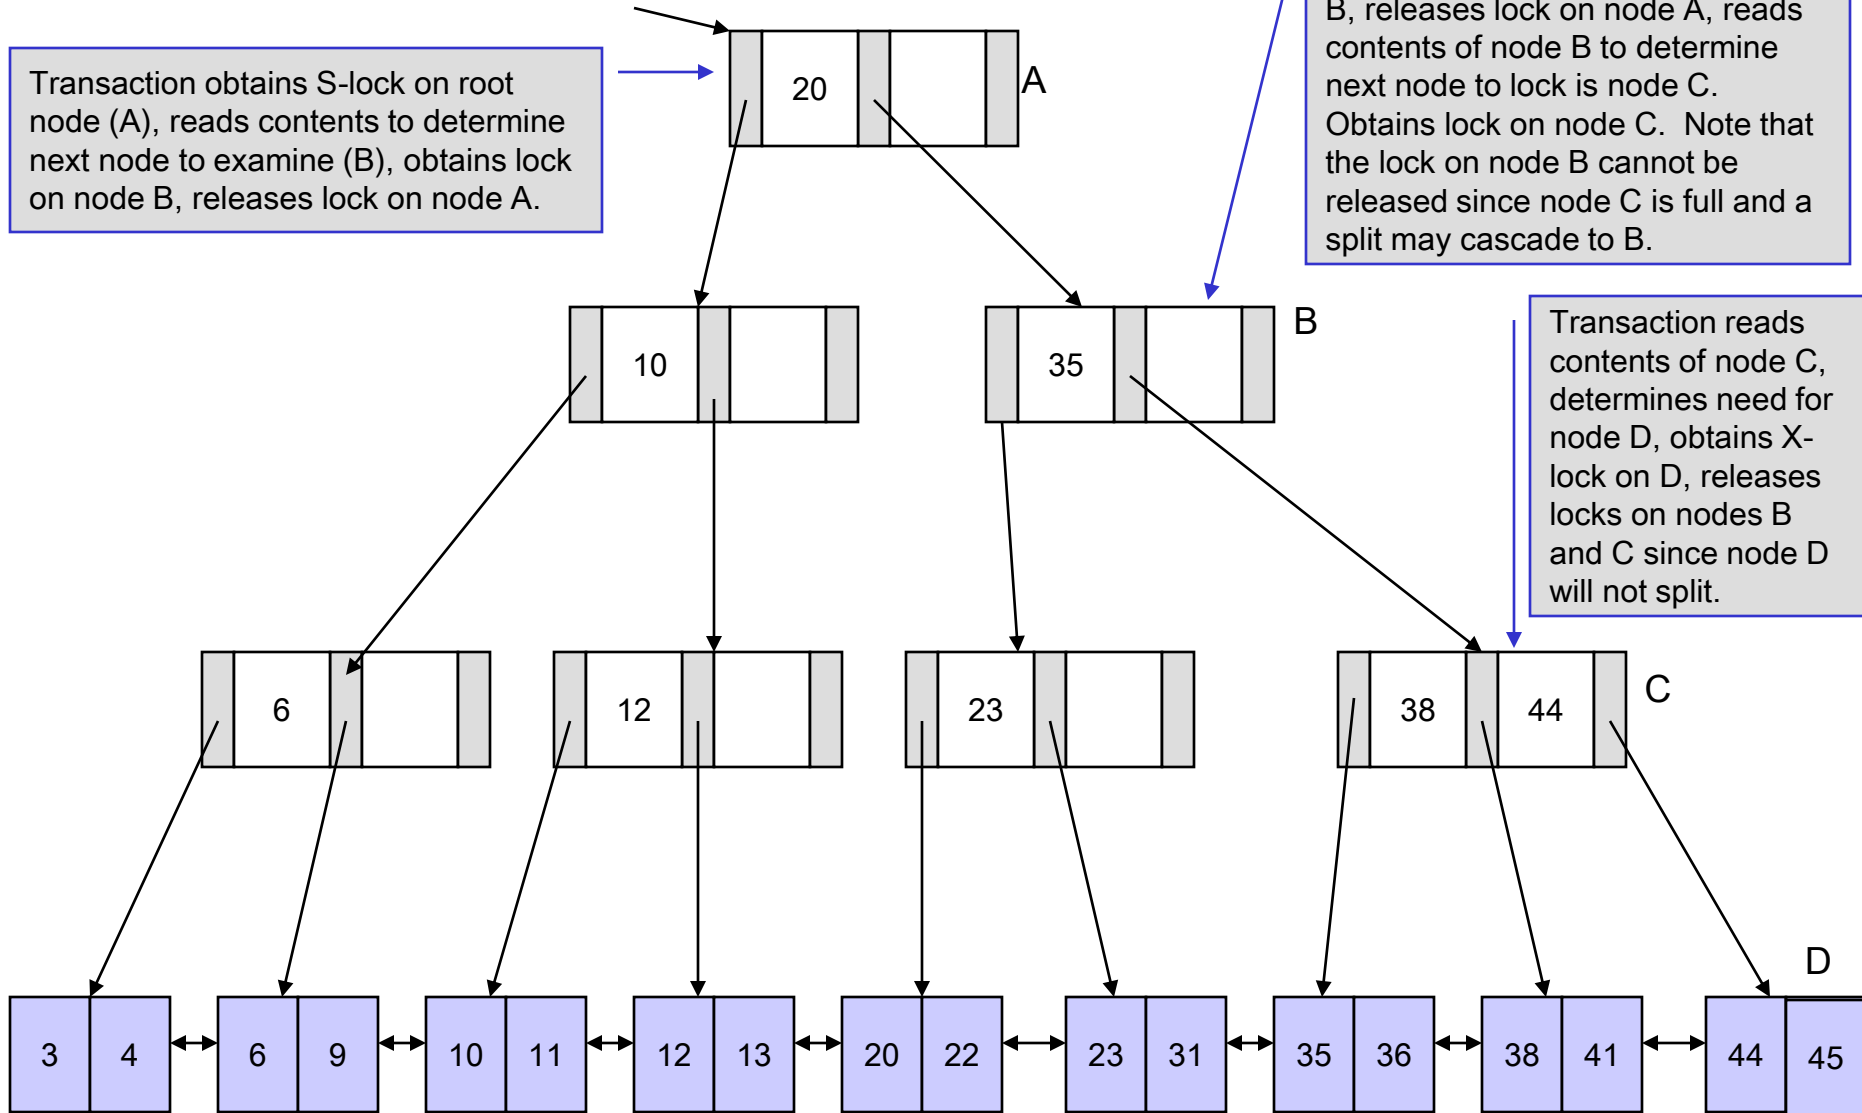 B, releases lock on node A, reads
contents of node B to determine
next node to lock is node C.
Obtains lock on node C. Note that
the lock on node B cannot be
released since node C is full and a
split may cascade to B.
Transaction obtains S-lock on root
node (A), reads contents to determine
next node to examine (B), obtains lock
on node B, releases lock on node A.
20
A
10
35
B
Transaction reads
contents of node C,
determines need for
node D, obtains X-
lock on D, releases
locks on nodes B
and C since node D
will not split.
6
12
23
38 44
C
D
3 4 6 9 10 11 12 13 20 22 23 31 35 36 38 41 44 45